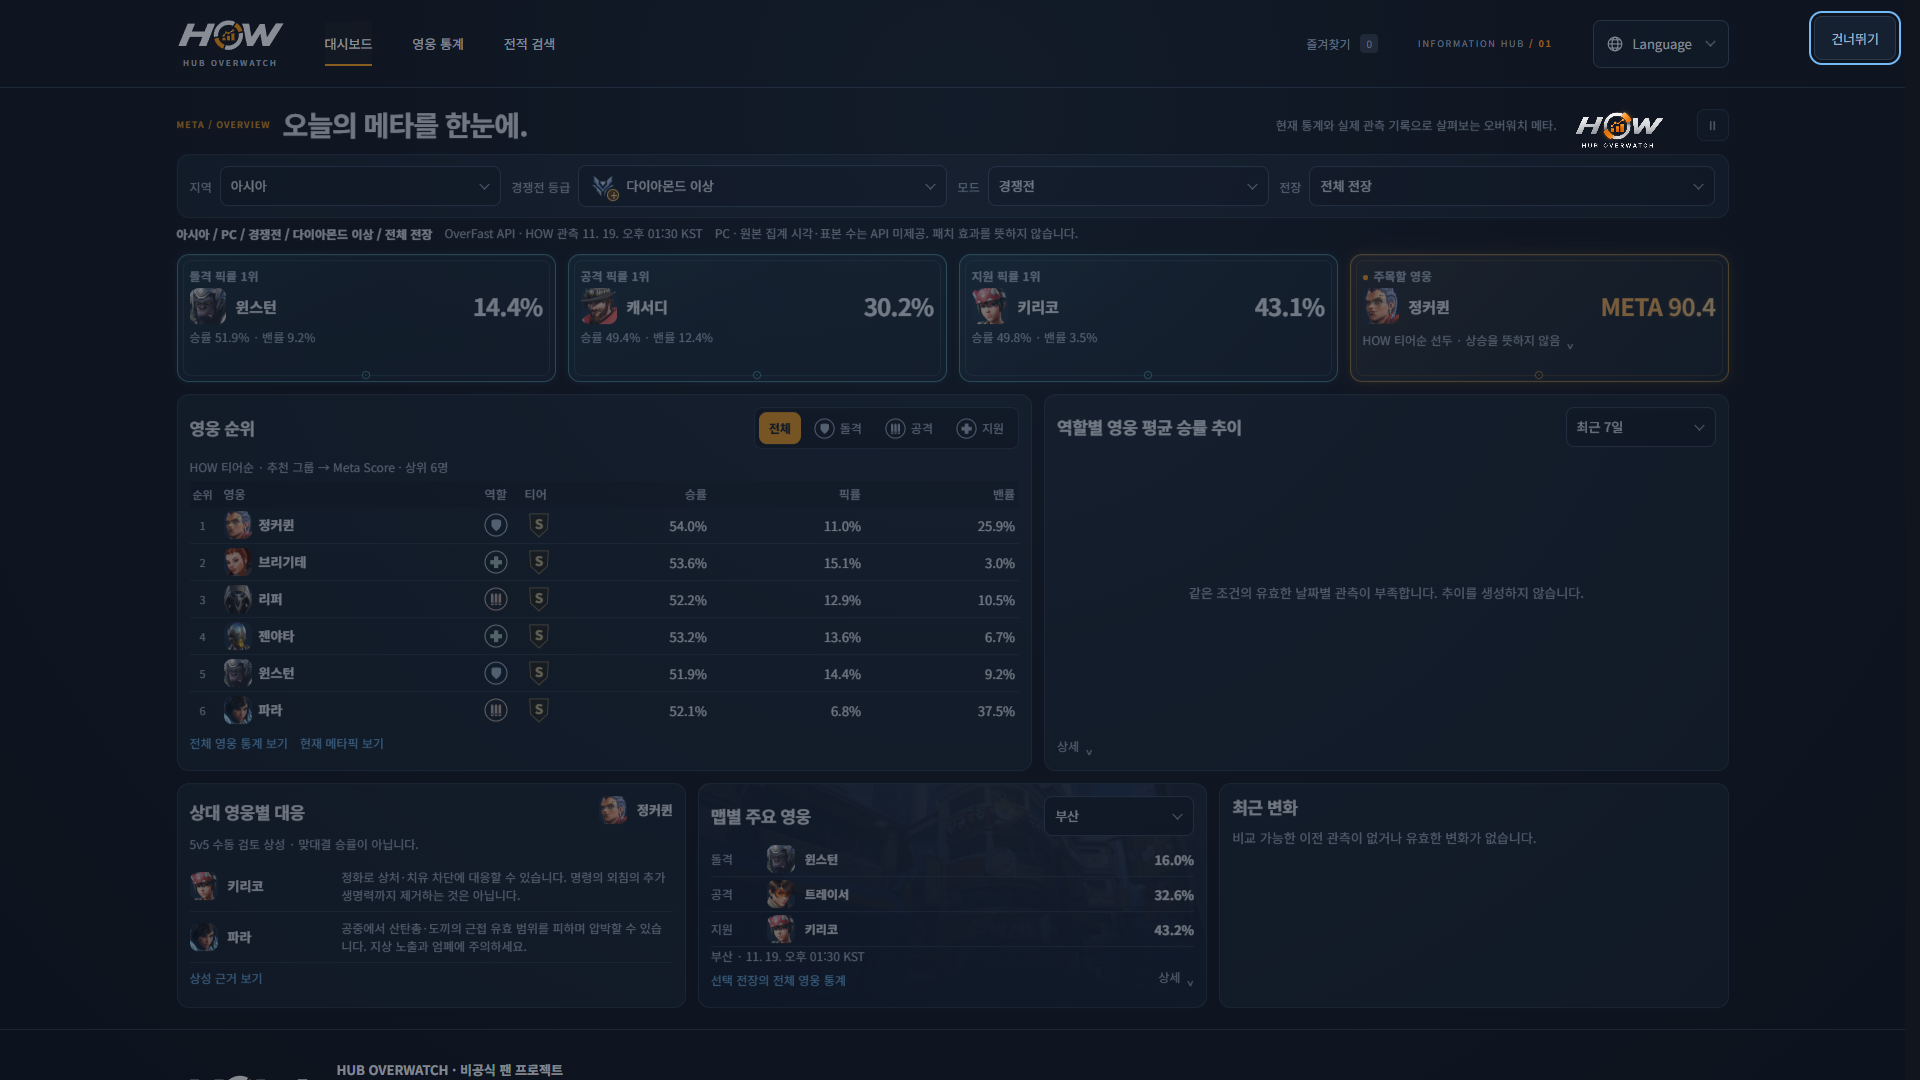 HOW
HUB OVERWATCH
대시보드
영웅 통계
전적 검색
즐겨찾기 0
INFORMATION HUB / 01
Language
건너뛰기
META / OVERVIEW
오늘의 메타를 한눈에.
현재 통계와 실제 관측 기록으로 살펴보는 오버워치 메타.
HOW
HUB OVERWATCH
지역 아시아
경쟁전 등급 다이아몬드 이상
모드 경쟁전
전장 전체 전장
아시아 / PC / 경쟁전 / 다이아몬드 이상 / 전체 전장 OverFast API · HOW 관측 11. 19. 오후 01:30 KST PC · 원본 집계 시각·표본 수는 API 미제공. 패치 효과를 뜻하지 않습니다.
돌격 픽률 1위
윈스턴 14.4%
승률 51.9% · 밴률 9.2%
공격 픽률 1위
캐서디 30.2%
승률 49.4% · 밴률 12.4%
지원 픽률 1위
키리코 43.1%
승률 49.8% · 밴률 3.5%
주목할 영웅
정커퀸 META 90.4
HOW 티어순 선두 · 상승을 뜻하지 않음
영웅 순위
전체 돌격 공격 지원
HOW 티어순 · 추천 그룹 → Meta Score · 상위 6명
순위 영웅 역할 티어 승률 픽률 밴률
1 정커퀸 S 54.0% 11.0% 25.9%
2 브리기테 S 53.6% 15.1% 3.0%
3 리퍼 S 52.2% 12.9% 10.5%
4 젠야타 S 53.2% 13.6% 6.7%
5 윈스턴 S 51.9% 14.4% 9.2%
6 파라 S 52.1% 6.8% 37.5%
전체 영웅 통계 보기 현재 메타픽 보기
역할별 영웅 평균 승률 추이
최근 7일
같은 조건의 유효한 날짜별 관측이 부족합니다. 추이를 생성하지 않습니다.
상세
상대 영웅별 대응
정커퀸
5v5 수동 검토 상성 · 맞대결 승률이 아닙니다.
키리코
정화로 상처·치유 차단에 대응할 수 있습니다. 명령의 외침의 추가
생명력까지 제거하는 것은 아닙니다.
파라
공중에서 산탄총·도끼의 근접 유효 범위를 피하며 압박할 수 있습
니다. 지상 노출과 엄폐에 주의하세요.
상성 근거 보기
맵별 주요 영웅
부산
돌격 윈스턴 16.0%
공격 트레이서 32.6%
지원 키리코 43.2%
부산 · 11. 19. 오후 01:30 KST
선택 전장의 전체 영웅 통계
상세
최근 변화
비교 가능한 이전 관측이 없거나 유효한 변화가 없습니다.
HUB OVERWATCH · 비공식 팬 프로젝트